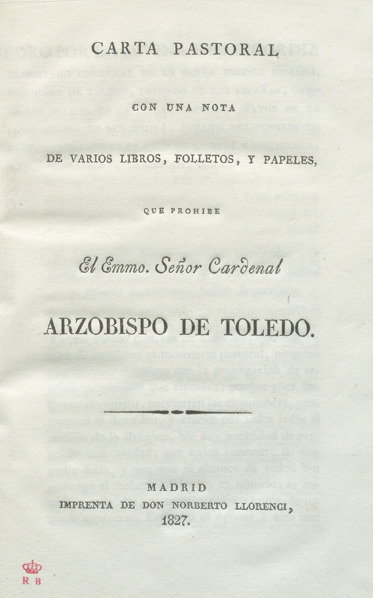 CARTA PASTORAL
CON UNA NOTA
DE VARIOS LIBROS, FOLLETOS, Y PAPELES,
QUE PROHIBE
El Emmo. Señor Cardenal
ARZOBISPO DE TOLEDO.
MADRID
IMPRENTA DE DON NORBERTO LLORENCI,
1827.
R B